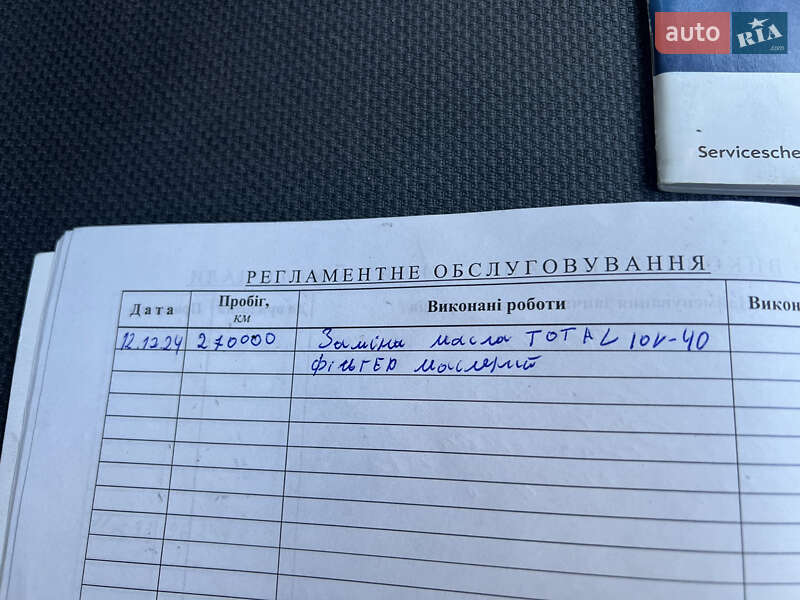 auto RIA .com
Servicesche
РЕГЛАМЕНТНЕ ОБСЛУГОВУВАННЯ
Дата Пробіг, км Виконані роботи Викон
12.12.24 270000 Заміна масла TOTAL 10w-40
фільтер масляний